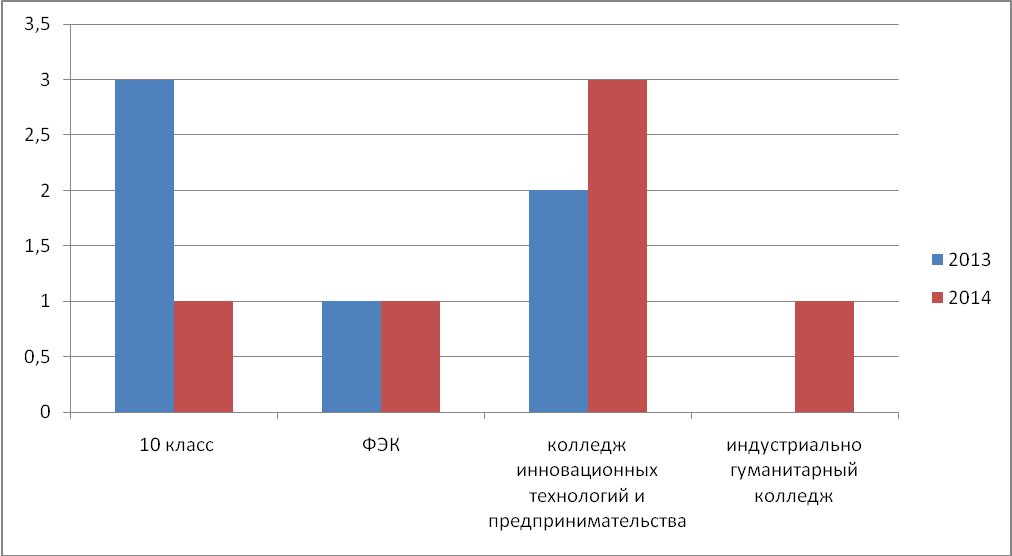 3,5
3
2,5
2
1,5
1
0,5
0
10 класс
ФЭК
колледж
инновационных
технологий и
предпринимательства
индустриально
гуманитарный
колледж
2013
2014